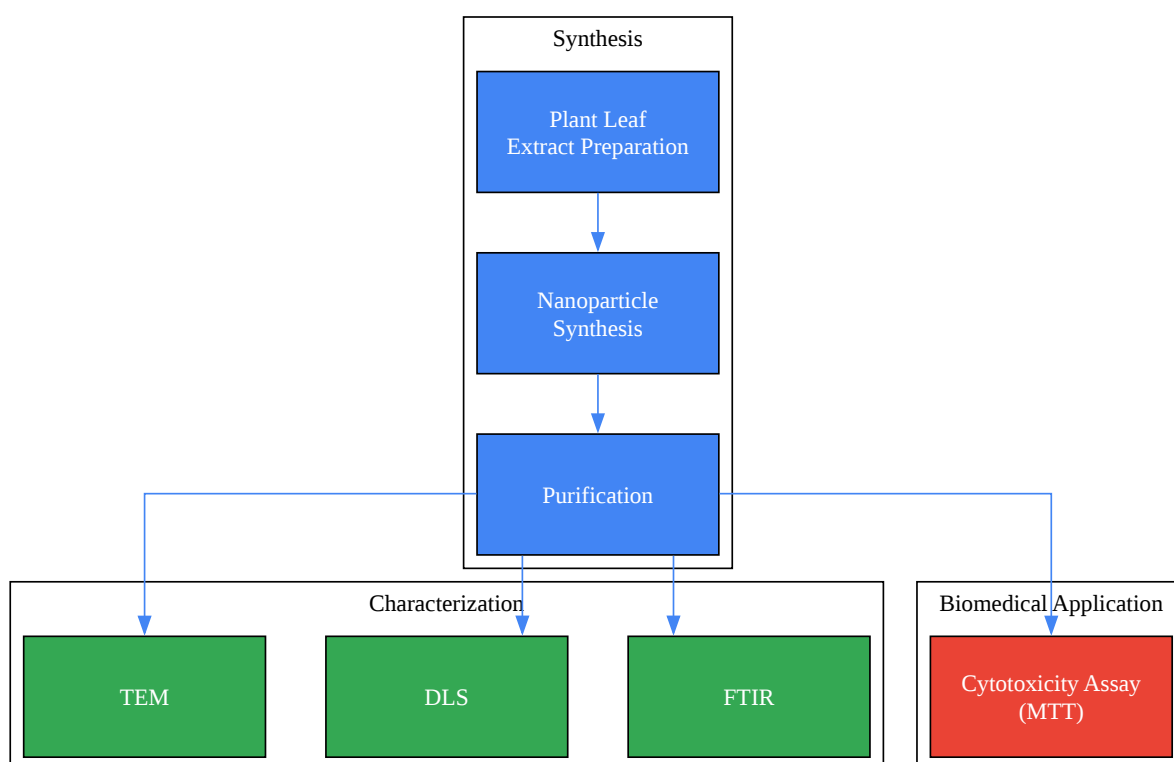 Synthesis
Plant Leaf
Extract Preparation
Nanoparticle
Synthesis
Purification
Characterization
Biomedical Application
TEM
DLS
FTIR
Cytotoxicity Assay
(MTT)